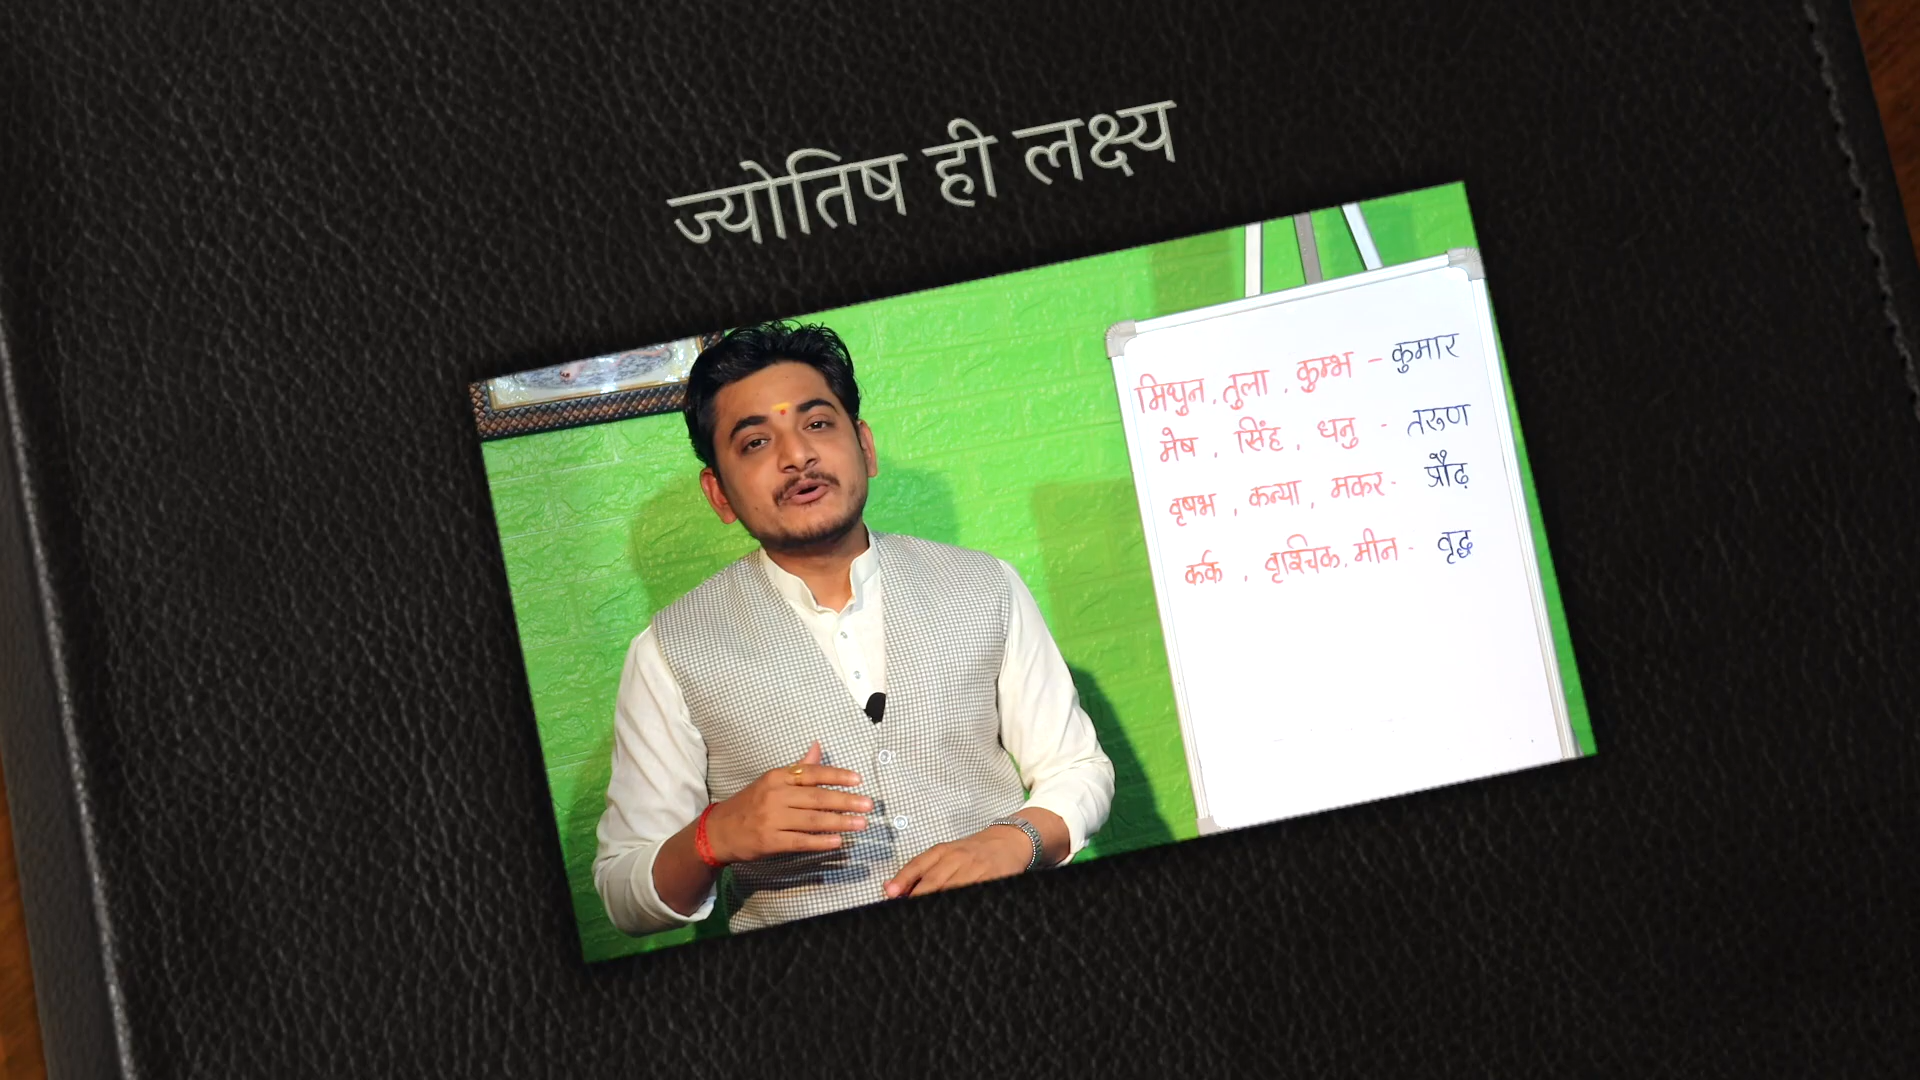 ज्योतिष ही लक्ष्य
मिथुन, तुला, कुम्भ - कुमार
मेष, सिंह, धनु - तरूण
वृषभ, कन्या, मकर - प्रौढ़
कर्क, वृश्चिक, मीन - वृद्ध